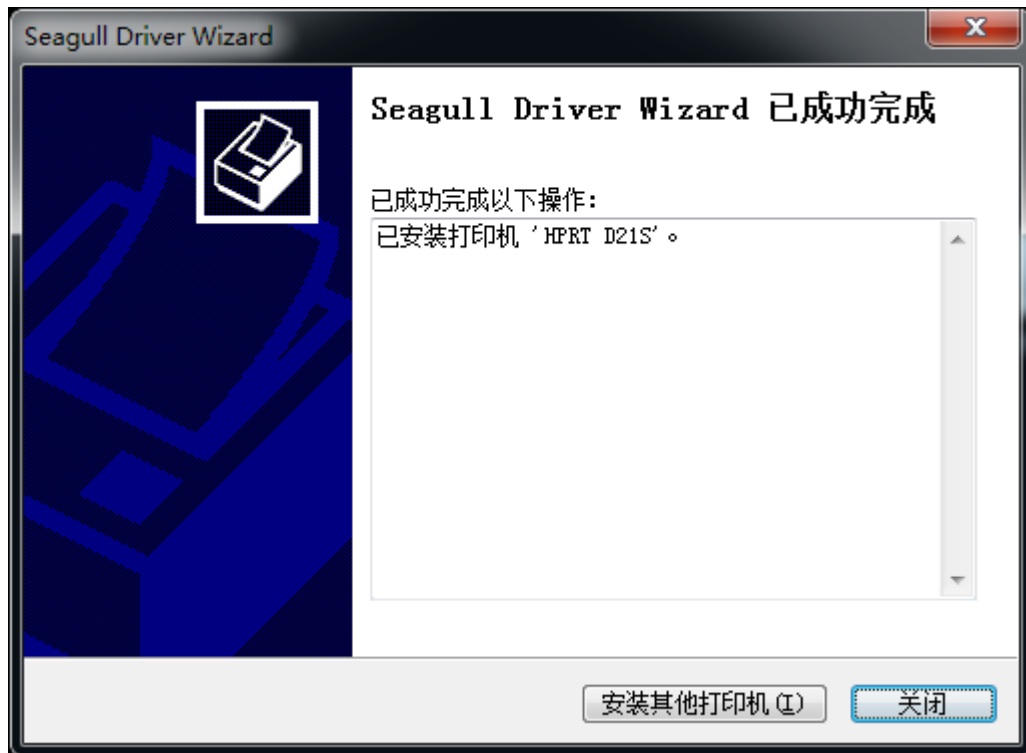 Seagull Driver Wizard
Seagull Driver Wizard 已成功完成
已成功完成以下操作：
已安装打印机 'HPRT D21S'。
安装其他打印机(I)
关闭